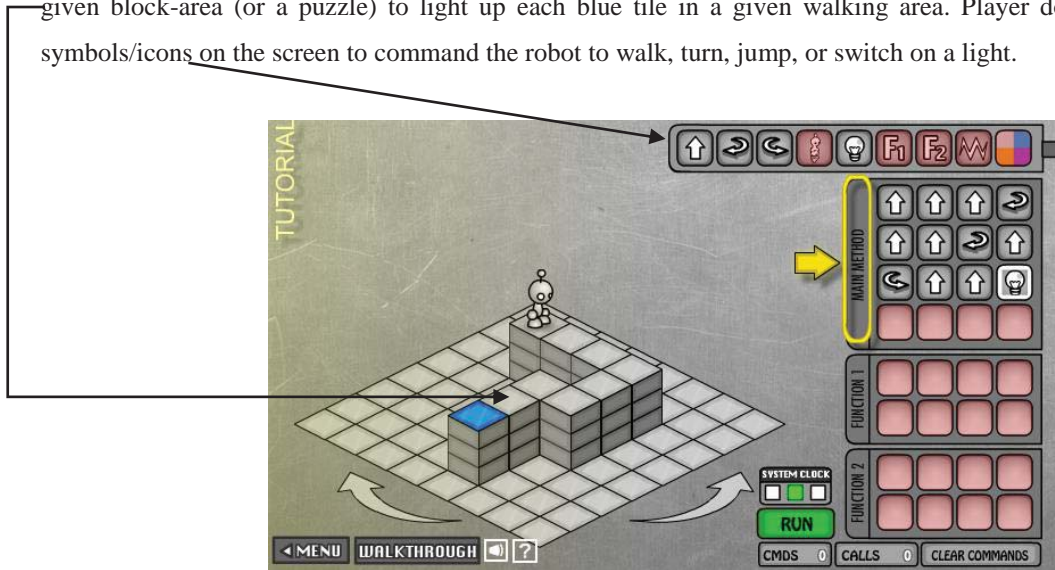 given block-area (or a puzzle) to light up each blue tile in a given walking area. Player
symbols/icons on the screen to command the robot to walk, turn, jump, or switch on a light.
TUTORIAL
F1 F2
MAIN METHOD
FUNCTION 1
FUNCTION 2
SYSTEM CLOCK
RUN
MENU WALKTHROUGH ?
CMDS 0 CALLS 0 CLEAR COMMANDS